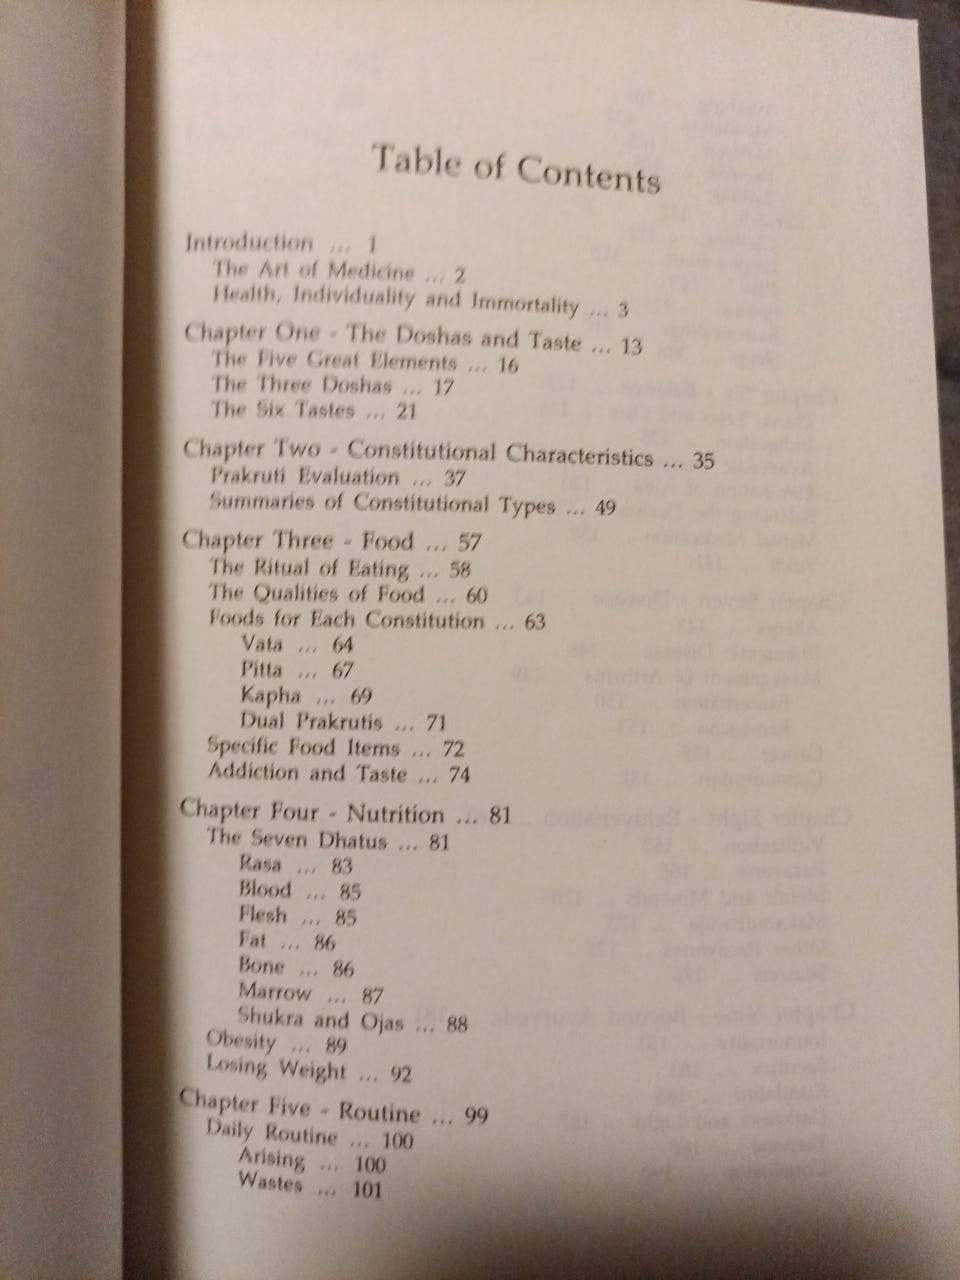 Table of Contents
Introduction ... 1
The Art of Medicine ... 2
Health, Individuality and Immortality ... 3
Chapter One - The Doshas and Taste ... 13
The Five Great Elements ... 16
The Three Doshas ... 17
The Six Tastes ... 21
Chapter Two - Constitutional Characteristics ... 35
Prakruti Evaluation ... 37
Summaries of Constitutional Types ... 49
Chapter Three - Food ... 57
The Ritual of Eating ... 58
The Qualities of Food ... 60
Foods for Each Constitution ... 63
Vata ... 64
Pitta ... 67
Kapha ... 69
Dual Prakrutis ... 71
Specific Food Items ... 72
Addiction and Taste ... 74
Chapter Four - Nutrition ... 81
The Seven Dhatus ... 81
Rasa ... 83
Blood ... 85
Flesh ... 85
Fat ... 86
Bone ... 86
Marrow ... 87
Shukra and Ojas ... 88
Obesity ... 89
Losing Weight ... 92
Chapter Five - Routine ... 99
Daily Routine ... 100
Arising ... 100
Wastes ... 101